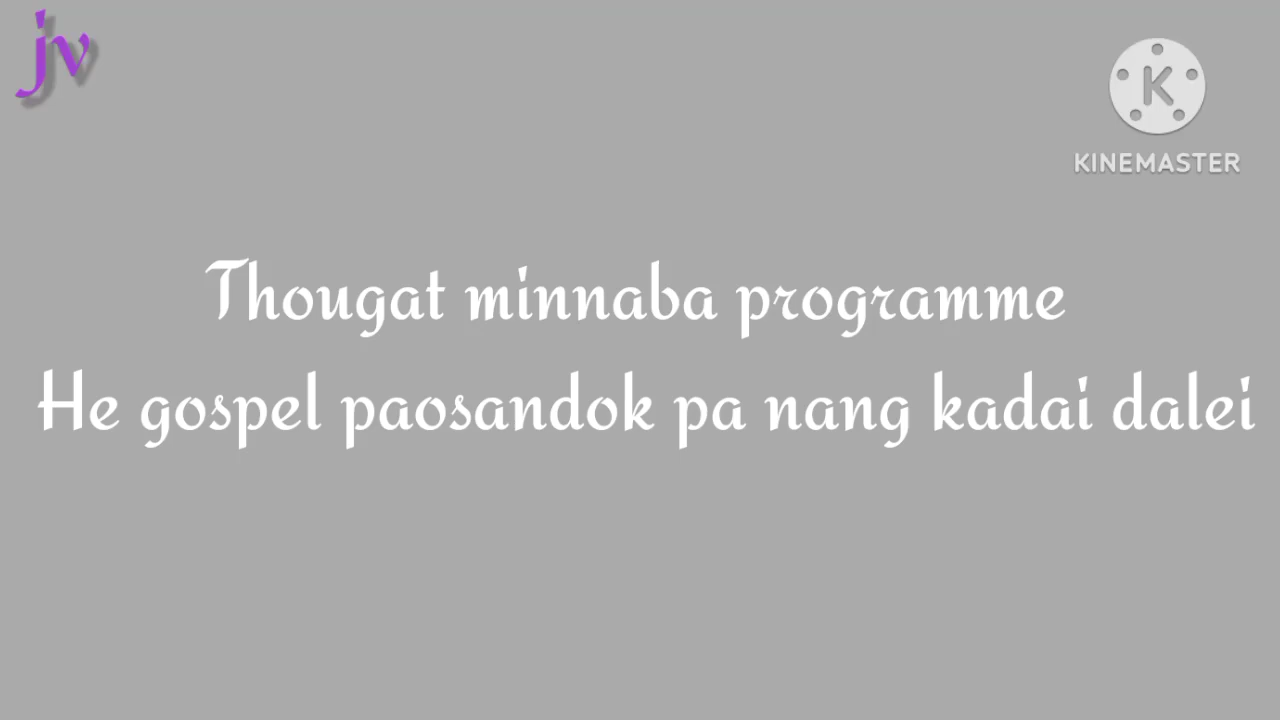 jv
KINEMASTER
Thougat minnaba programme
He gospel paosandok pa nang kadai dalei